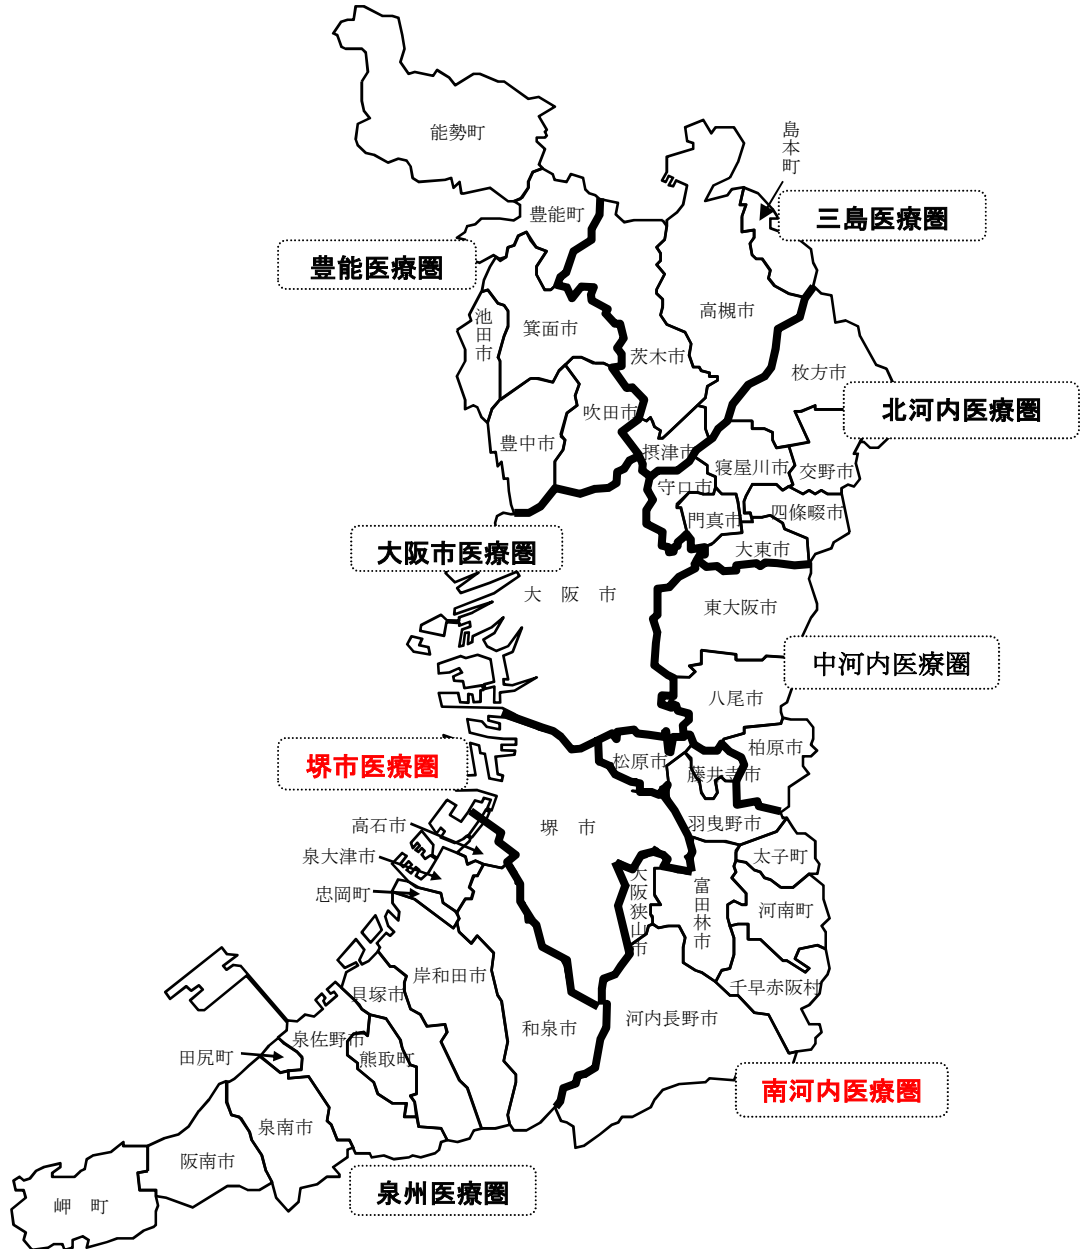 能勢町
島本町
豊能町
三島医療圏
豊能医療圏
高槻市
池田市
箕面市
茨木市
枚方市
北河内医療圏
吹田市
豊中市
摂津市
寝屋川市
交野市
守口市
門真市
四條畷市
大阪市医療圏
大東市
大　阪　市
東大阪市
中河内医療圏
八尾市
柏原市
堺市医療圏
松原市
藤井寺市
高石市
堺　市
羽曳野市
泉大津市
太子町
忠岡町
大阪狭山市
富田林市
河南町
岸和田市
千早赤阪村
貝塚市
和泉市
河内長野市
泉佐野市
田尻町
熊取町
南河内医療圏
泉南市
阪南市
泉州医療圏
岬　町